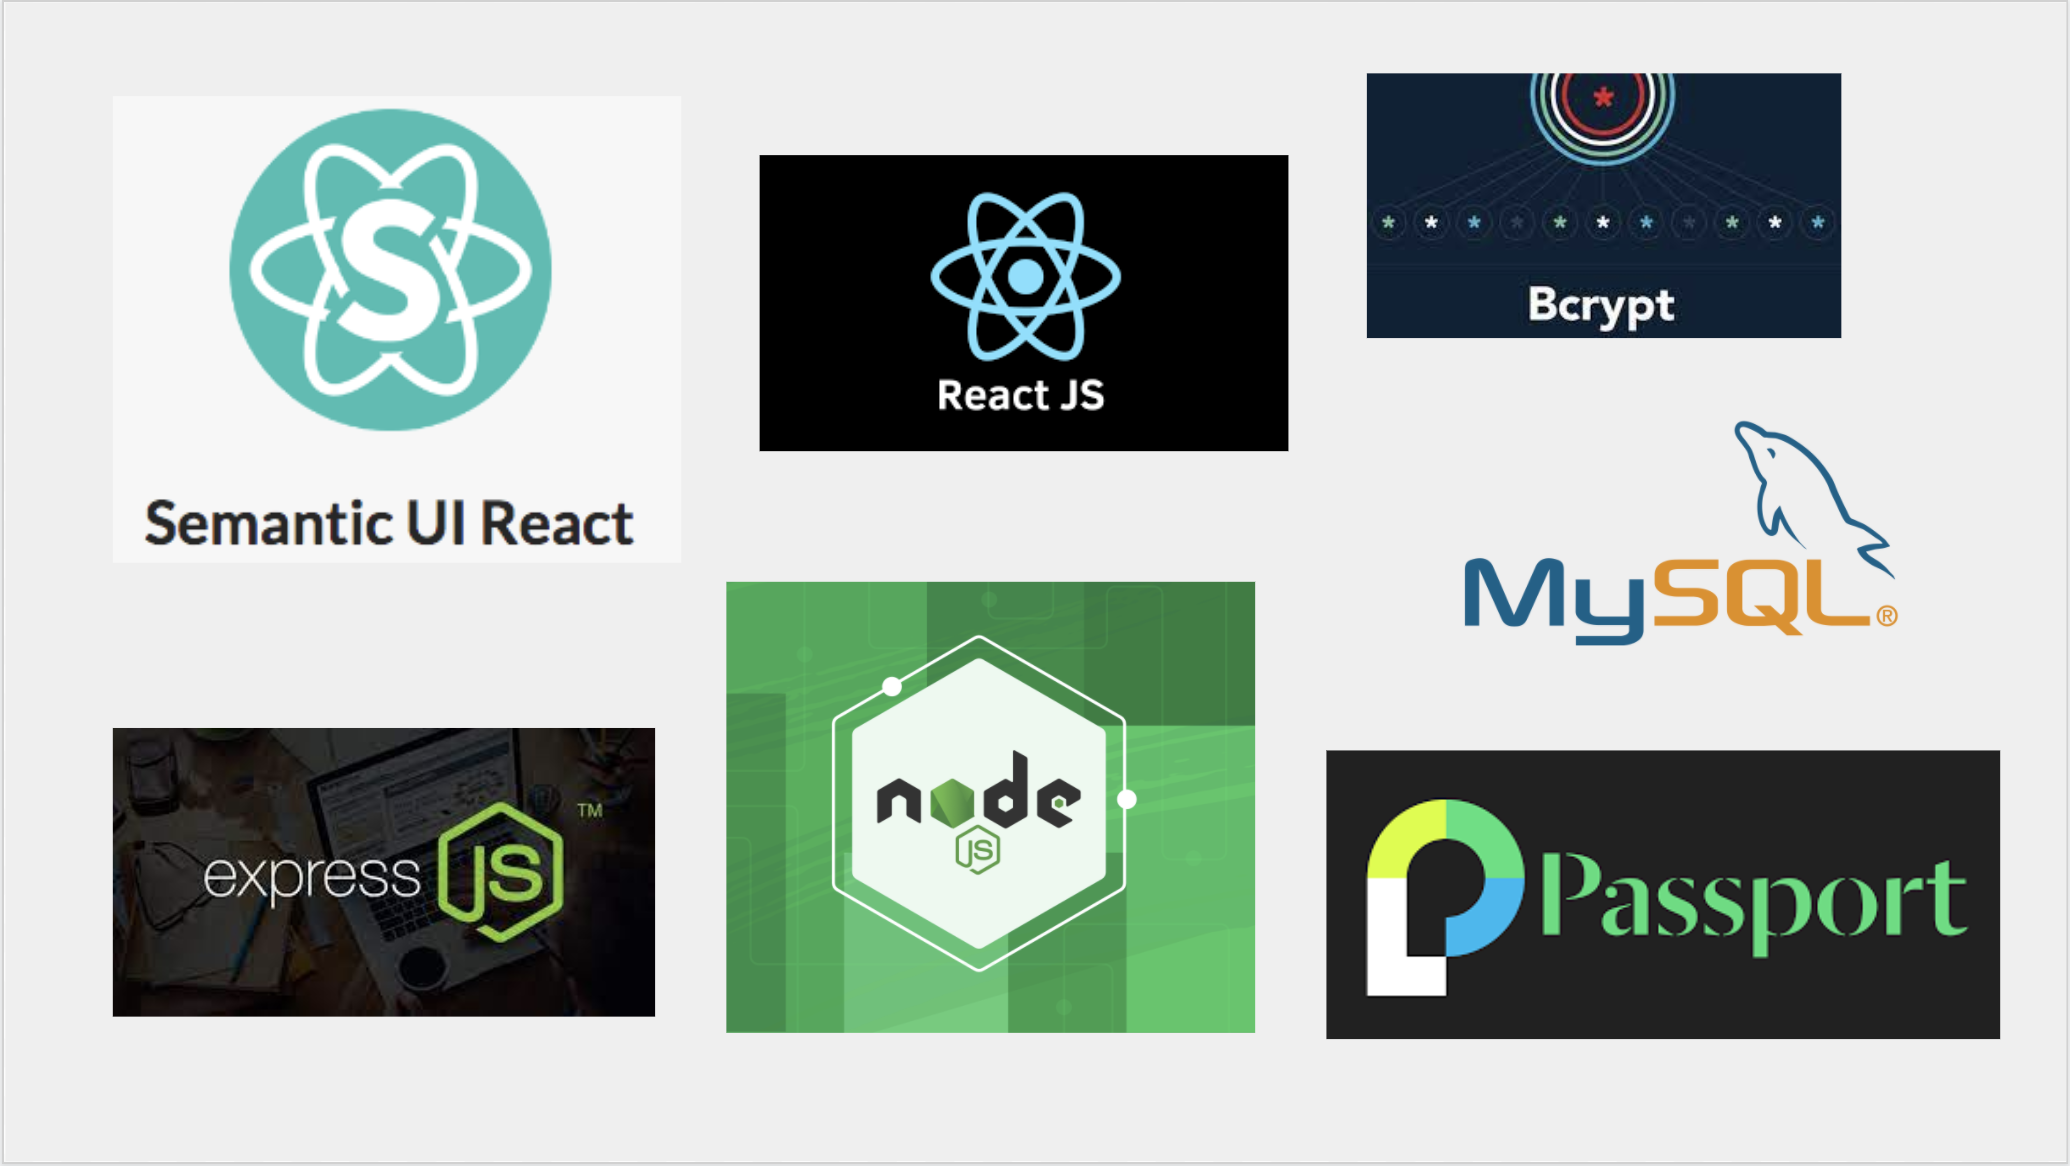 Semantic UI React
React JS
*
* * * * * * * * * * *
Bcrypt
MySQL®
express JS ™
node
JS
Passport